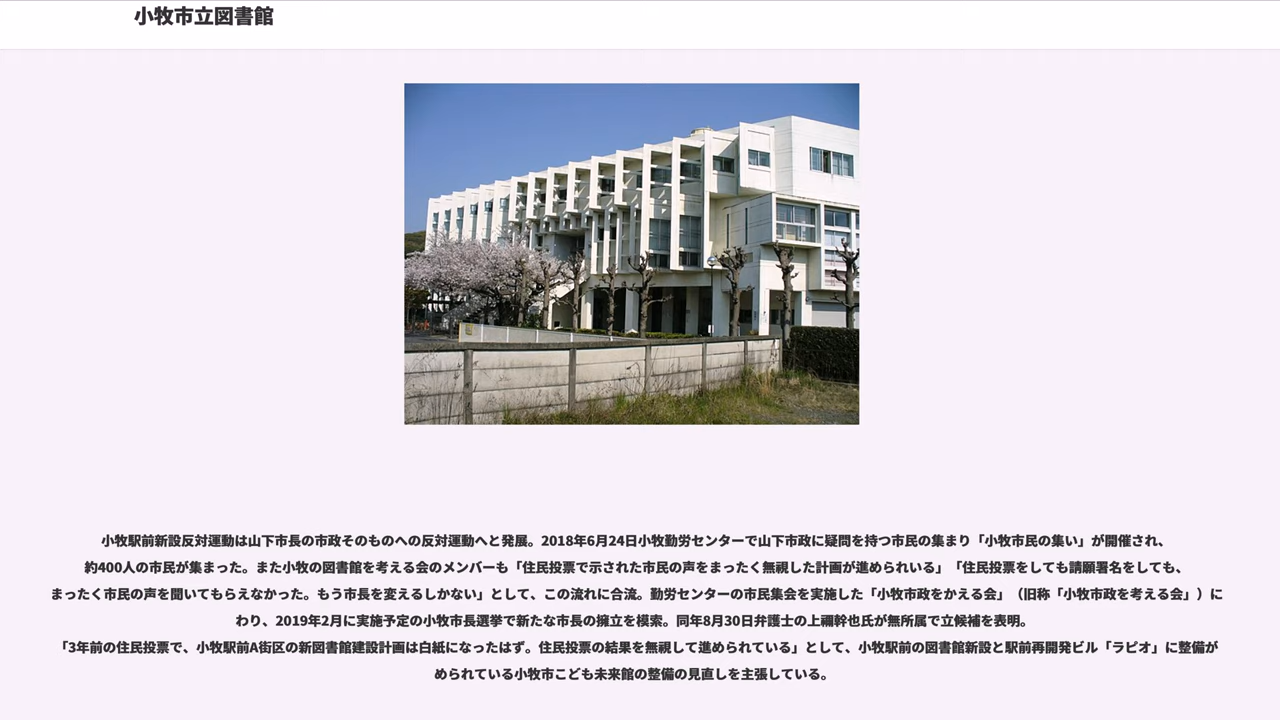 小牧市立図書館
小牧駅前新設反対運動は山下市長の市政そのものへの反対運動へと発展。2018年6月24日小牧勤労センターで山下市政に疑問を持つ市民の集まり「小牧市民の集い」が開催され、
約400人の市民が集まった。また小牧の図書館を考える会のメンバーも「住民投票で示された市民の声をまったく無視した計画が進められいる」「住民投票をしても請願署名をしても、
まったく市民の声を聞いてもらえなかった。もう市長を変えるしかない」として、この流れに合流。勤労センターの市民集会を実施した「小牧市政をかえる会」（旧称「小牧市政を考える会」）に
わり、2019年2月に実施予定の小牧市長選挙で新たな市長の擁立を模索。同年8月30日弁護士の上禰幹也氏が無所属で立候補を表明。
「3年前の住民投票で、小牧駅前A街区の新図書館建設計画は白紙になったはず。住民投票の結果を無視して進められている」として、小牧駅前の図書館新設と駅前再開発ビル「ラピオ」に整備が
められている小牧市こども未来館の整備の見直しを主張している。